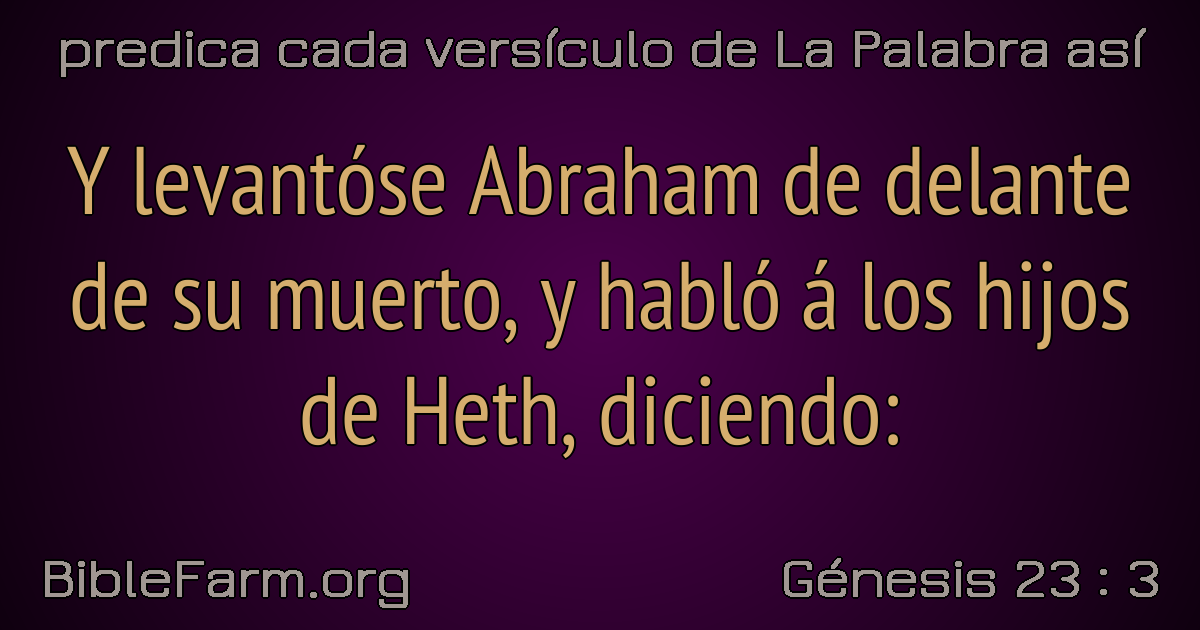 predica cada versículo de La Palabra así
Y levantóse Abraham de delante
de su muerto, y habló á los hijos
de Heth, diciendo:
BibleFarm.org
Génesis 23 : 3